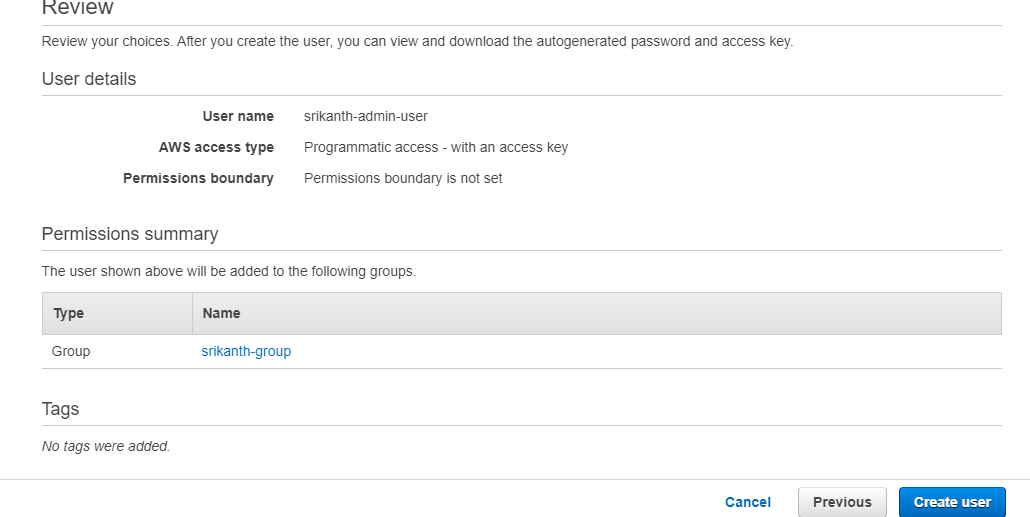 Review
Review your choices. After you create the user, you can view and download the autogenerated password and access key.
User details
User name srikanth-admin-user
AWS access type Programmatic access - with an access key
Permissions boundary Permissions boundary is not set
Permissions summary
The user shown above will be added to the following groups.
Type Name
Group srikanth-group
Tags
No tags were added.
Cancel Previous Create user